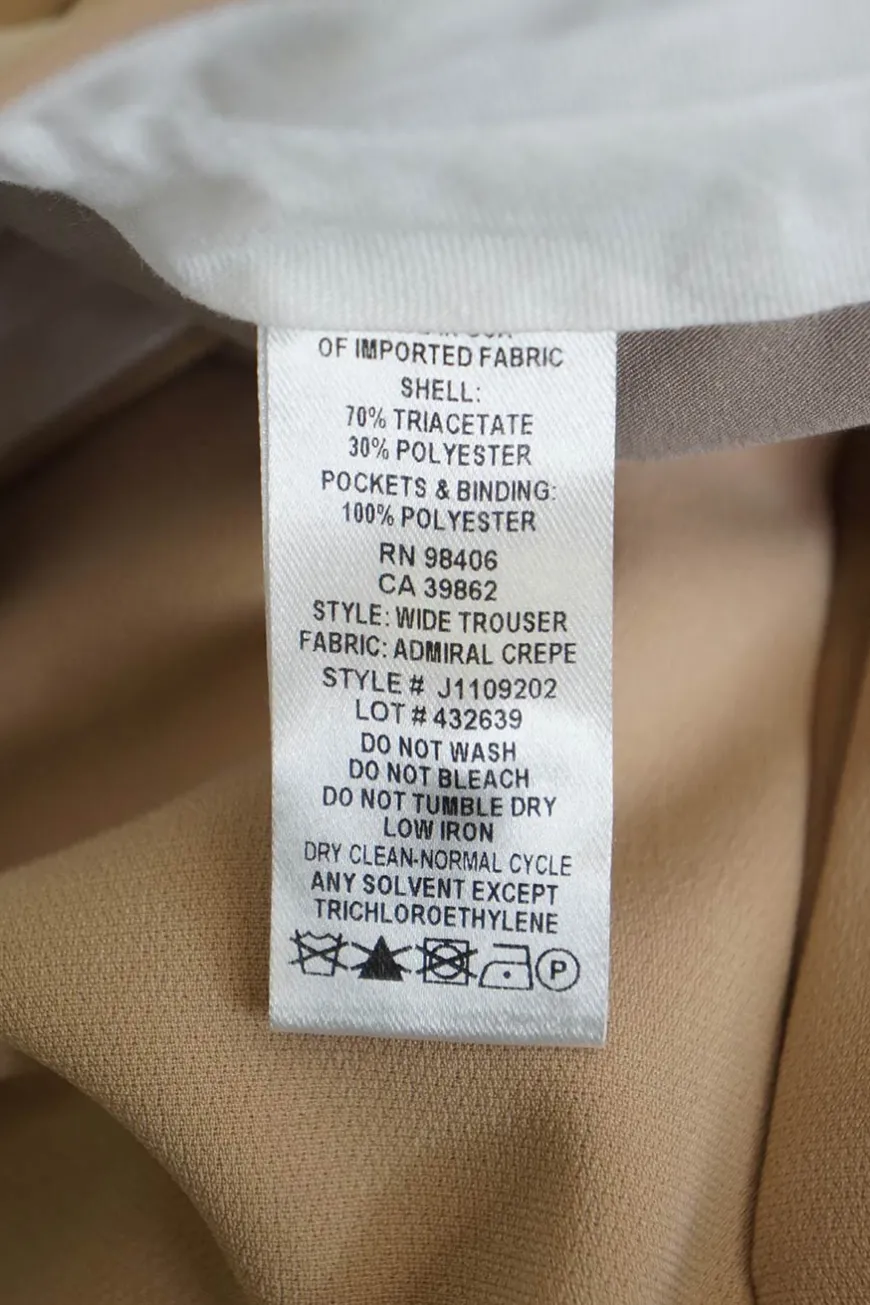 OF IMPORTED FABRIC
SHELL:
70% TRIACETATE
30% POLYESTER
POCKETS & BINDING:
100% POLYESTER
RN 98406
CA 39862
STYLE: WIDE TROUSER
FABRIC: ADMIRAL CREPE
STYLE # J1109202
LOT # 432639
DO NOT WASH
DO NOT BLEACH
DO NOT TUMBLE DRY
LOW IRON
DRY CLEAN-NORMAL CYCLE
ANY SOLVENT EXCEPT
TRICHLOROETHYLENE
P